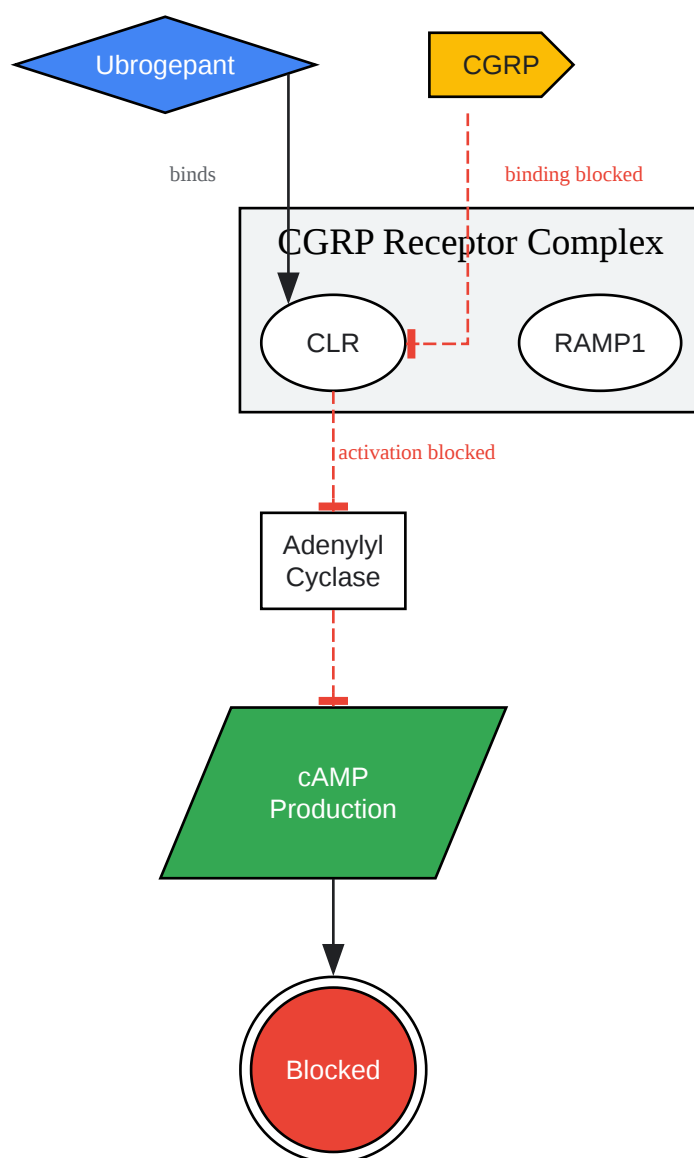 Ubrogepant
CGRP
binds
binding blocked
CGRP Receptor Complex
CLR
RAMP1
activation blocked
Adenylyl
Cyclase
cAMP
Production
Blocked